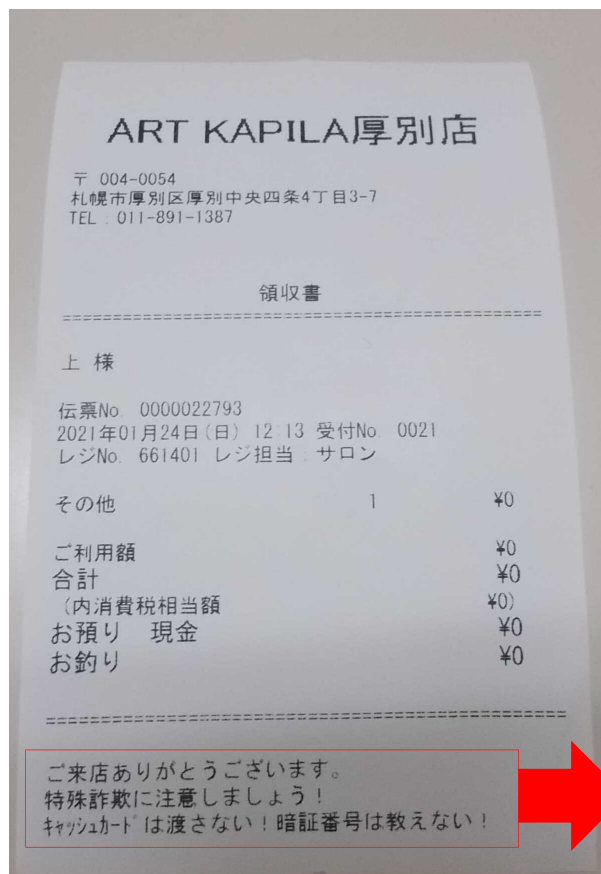 ART KAPILA厚別店
〒 004-0054
札幌市厚別区厚別中央四条4丁目3-7
TEL : 011-891-1387
領収書
================================================
上 様
伝票No. 0000022793
2021年01月24日(日) 12:13 受付No. 0021
レジNo. 661401 レジ担当 : サロン
その他 1 ¥0
ご利用額 ¥0
合計 ¥0
(内消費税相当額 ¥0)
お預り 現金 ¥0
お釣り ¥0
================================================
ご来店ありがとうございます。
特殊詐欺に注意しましょう!
ｷｬｯｼｭｶｰﾄﾞは渡さない!暗証番号は教えない!